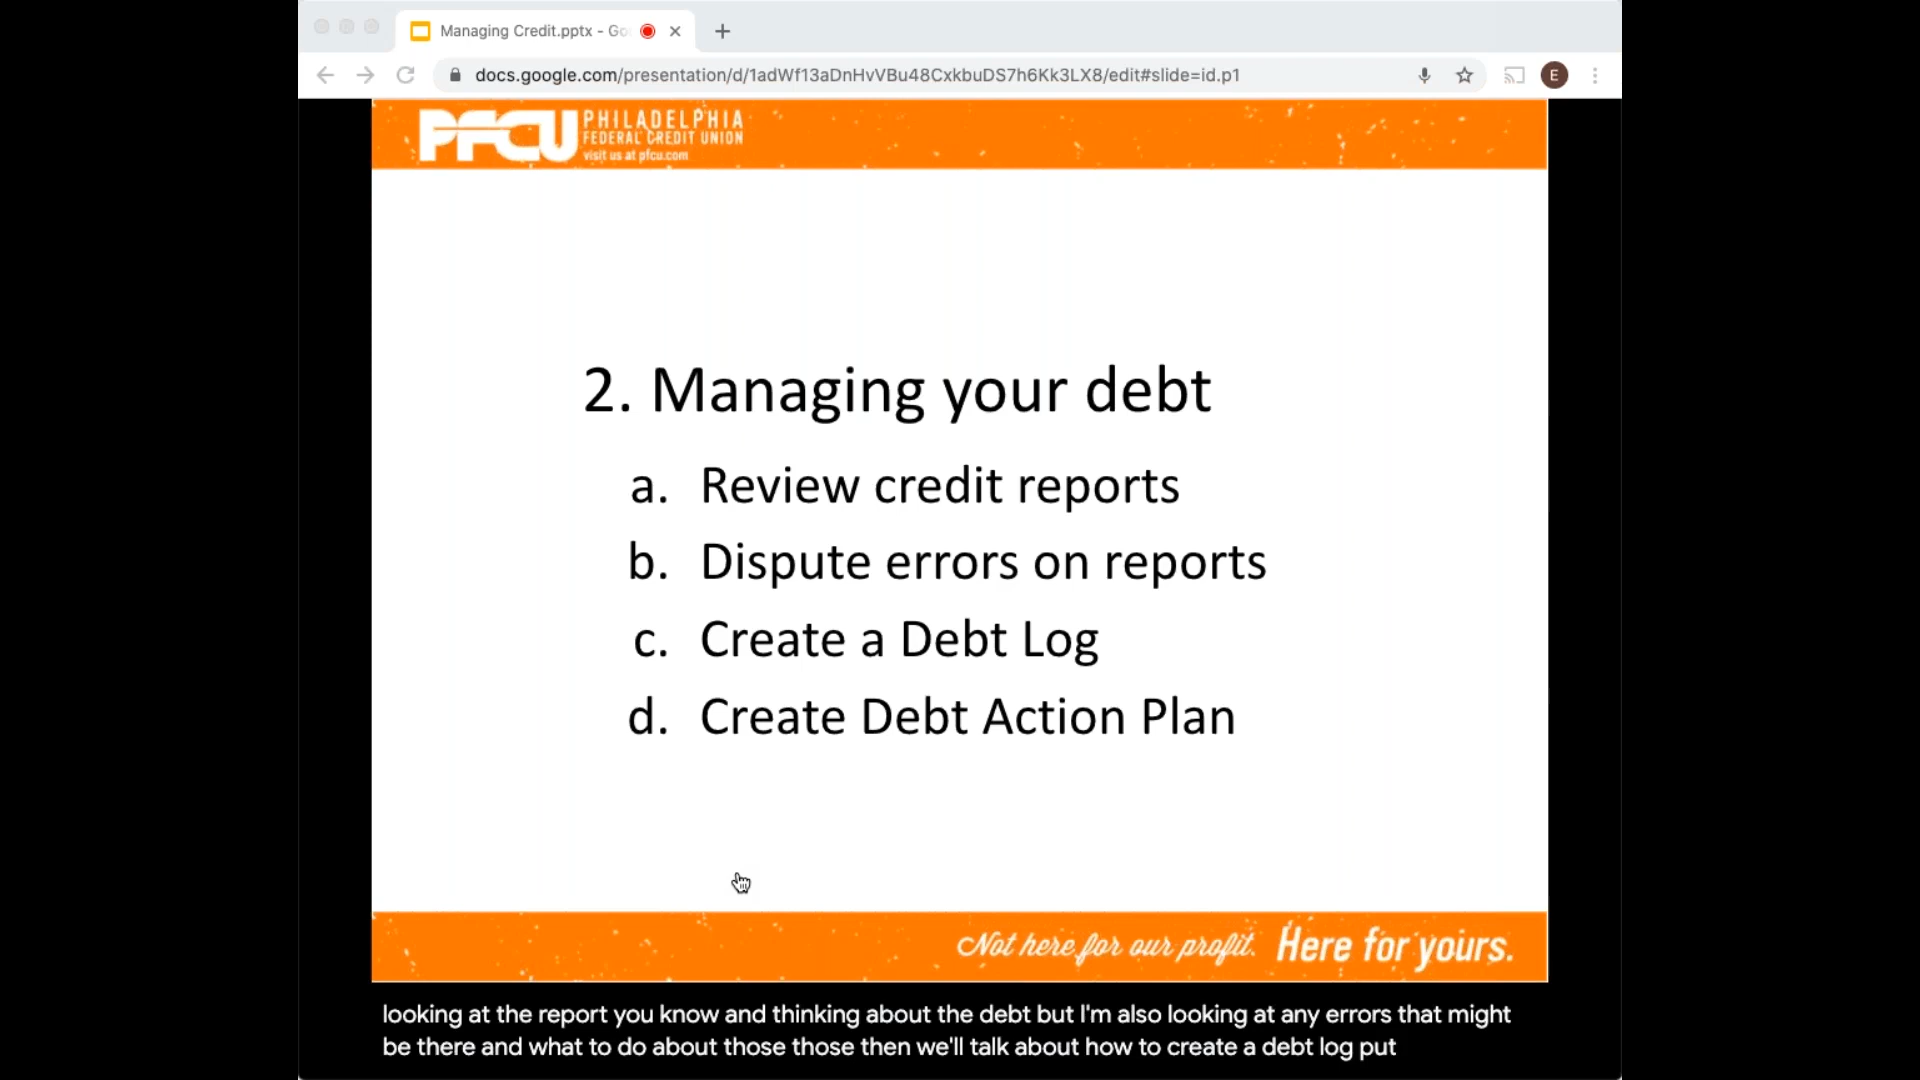 Managing Credit.pptx - Go
docs.google.com/presentation/d/1adWf13aDnHvVBu48CxkbuDS7h6Kk3LX8/edit#slide=id.p1
E
PFCU
PHILADELPHIA
FEDERAL CREDIT UNION
visit us at pfcu.com
2. Managing your debt
a. Review credit reports
b. Dispute errors on reports
c. Create a Debt Log
d. Create Debt Action Plan
Not here for our profit. Here for yours.
looking at the report you know and thinking about the debt but I'm also looking at any errors that might
be there and what to do about those those then we'll talk about how to create a debt log put